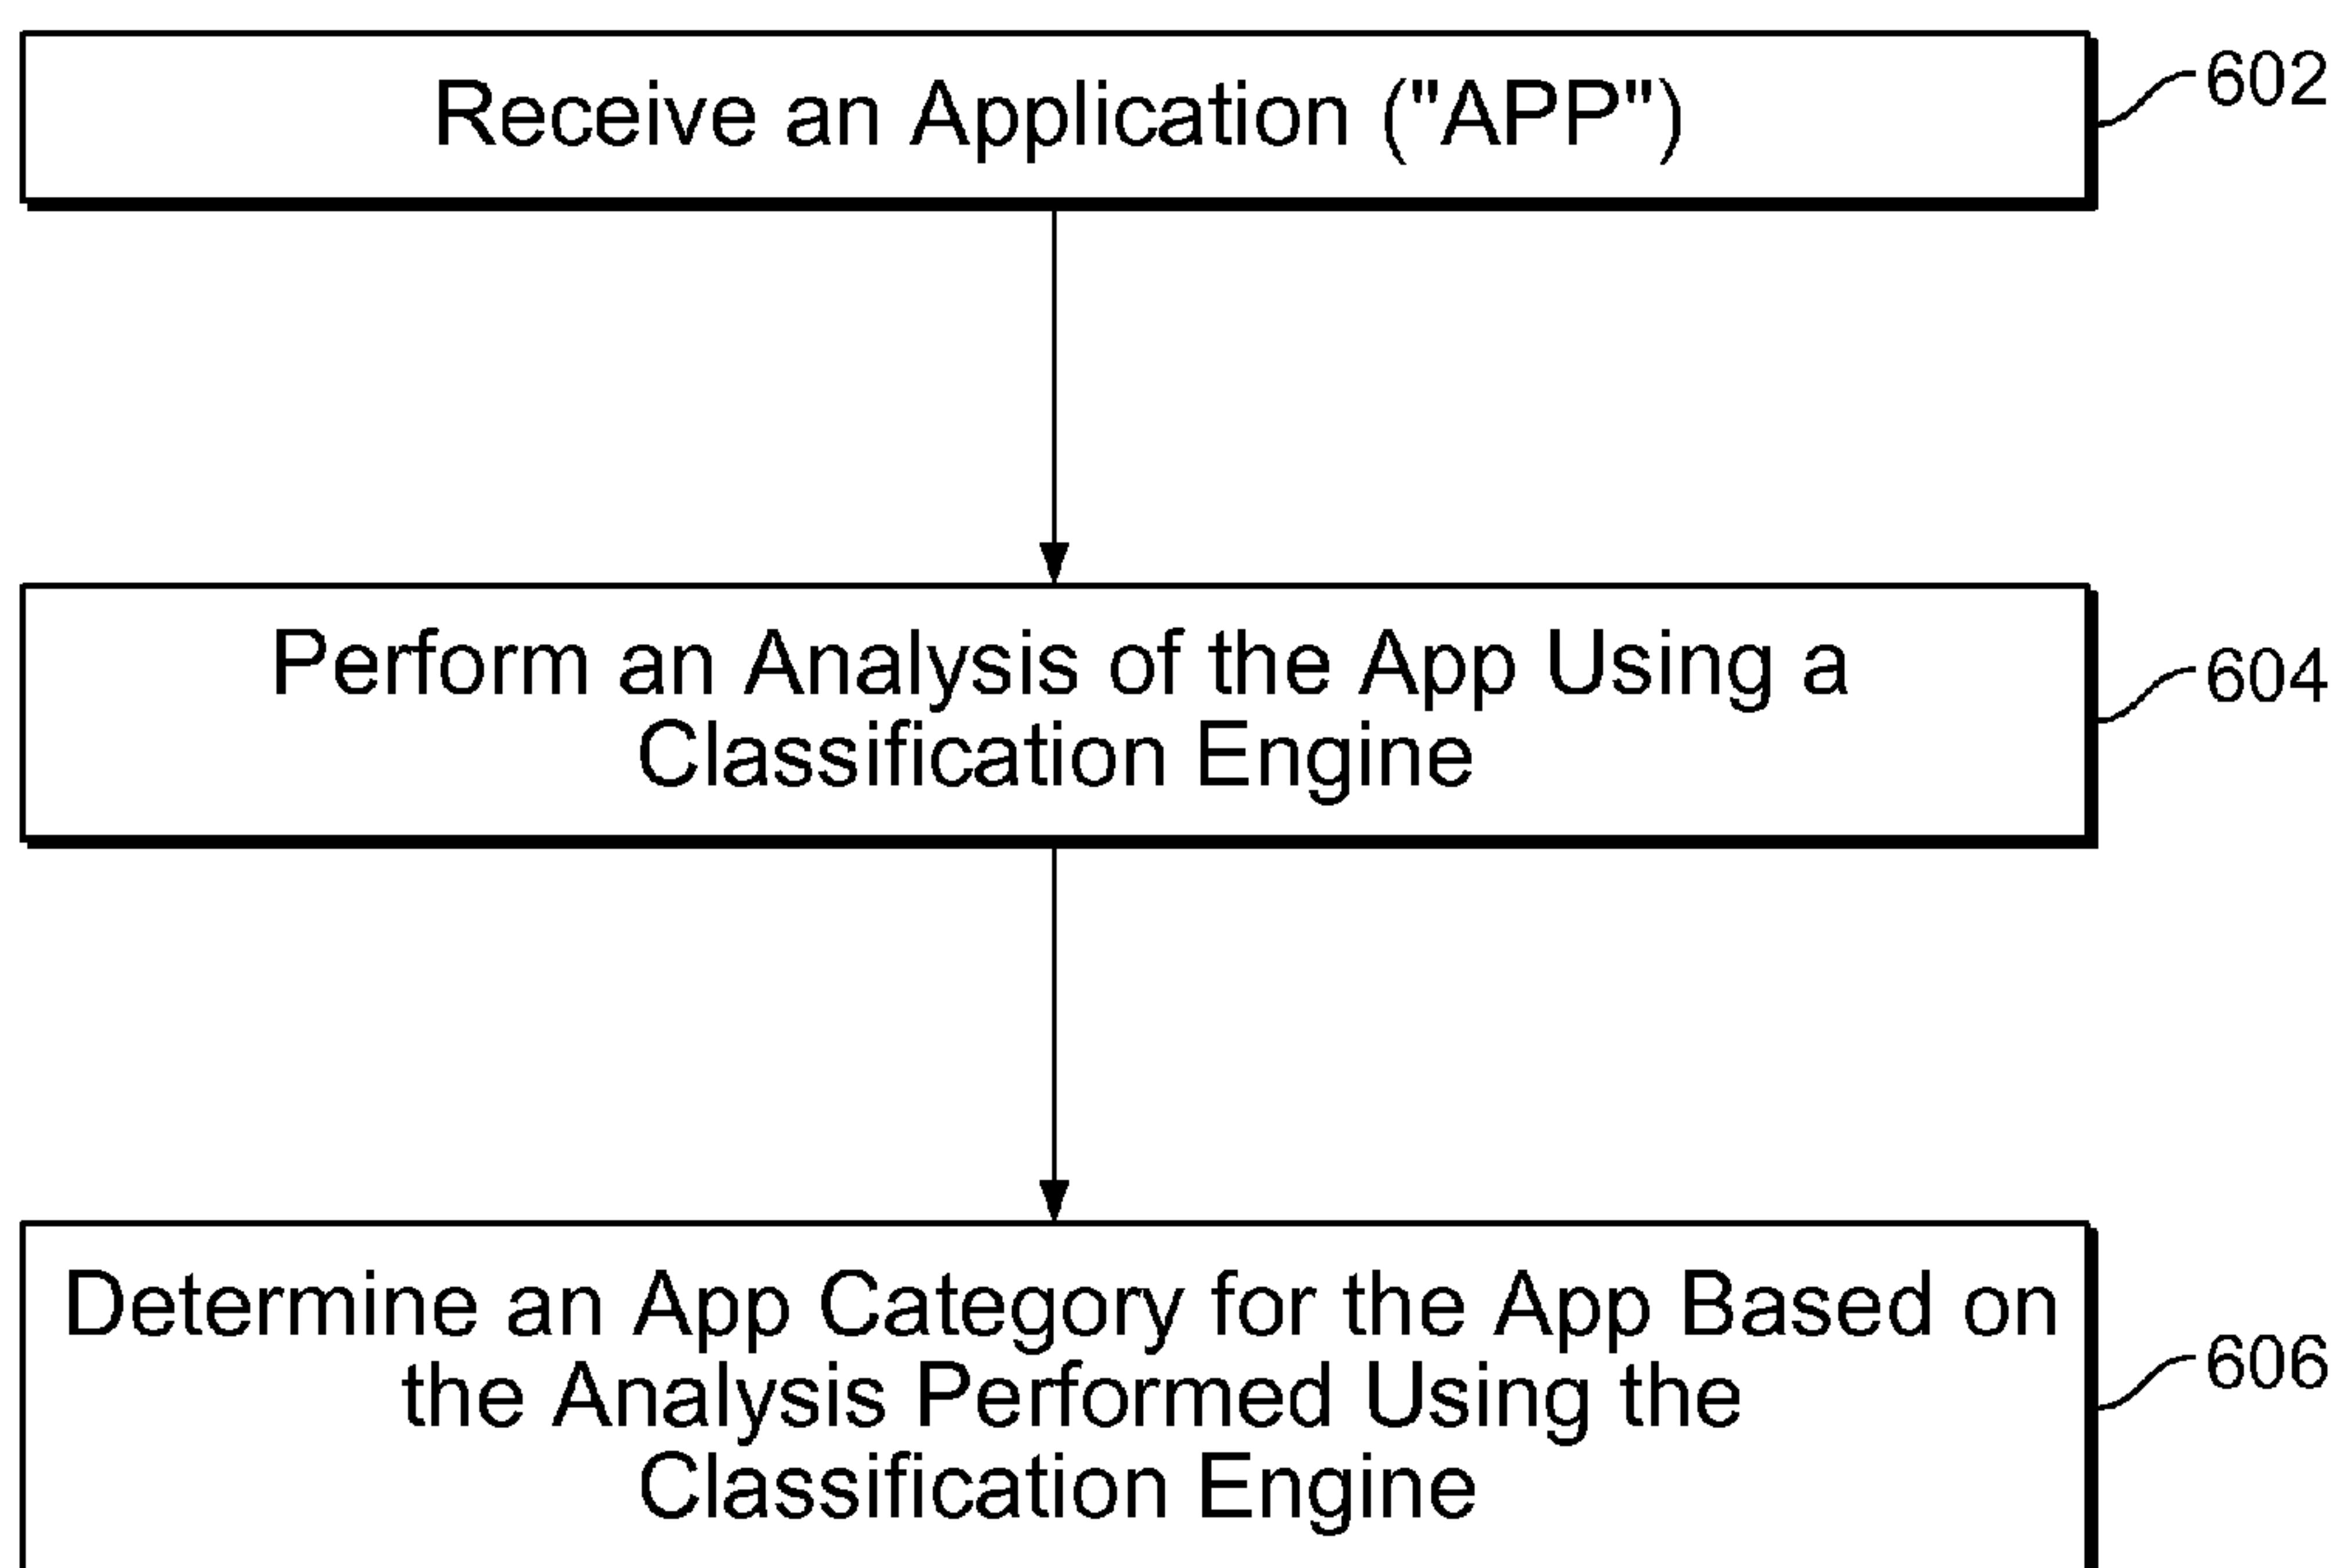 Receive an Application ("APP")
602
Perform an Analysis of the App Using a
Classification Engine
604
Determine an App Category for the App Based on
the Analysis Performed Using the
Classification Engine
606